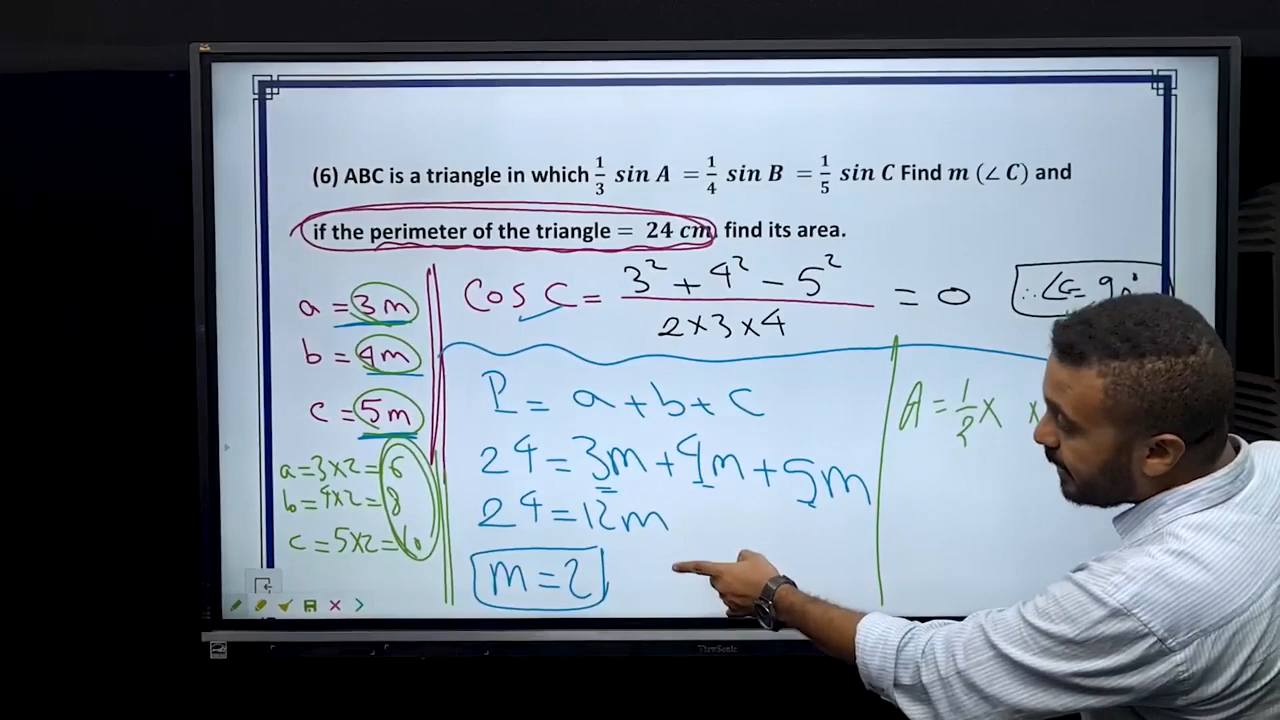 (6) ABC is a triangle in which 1/3 sin A = 1/4 sin B = 1/5 sin C Find m (∠ C) and
if the perimeter of the triangle = 24 cm, find its area.
a = 3m
b = 4m
c = 5m
a = 3×2 = 6
b = 4×2 = 8
c = 5×2 = 10
Cos C = (3² + 4² - 5²) / (2×3×4) = 0
∴ ∠C = 90°
P = a + b + c
24 = 3m + 4m + 5m
24 = 12m
m = 2
A = 1/2 × ×
ViewSonic